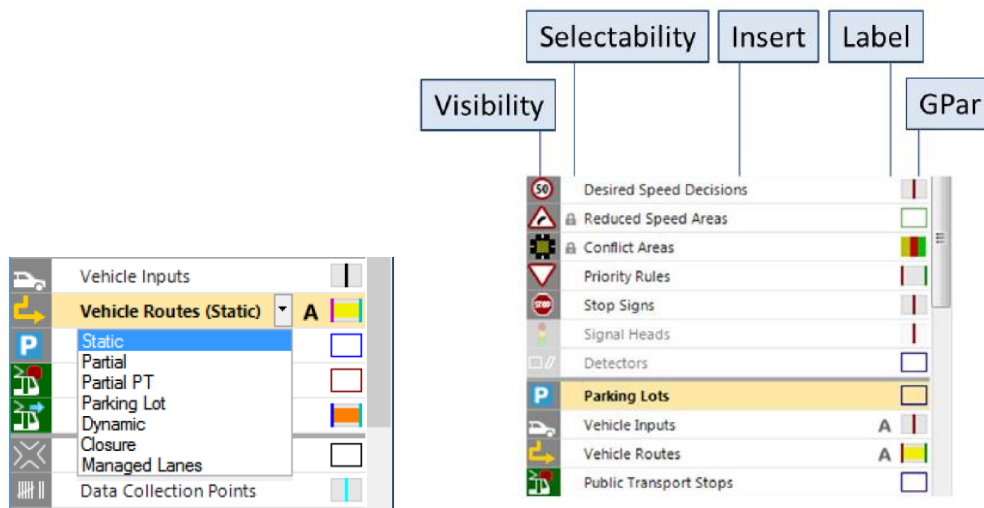 Selectability Insert Label
Visibility GPar
50 Desired Speed Decisions
Reduced Speed Areas
Conflict Areas
Priority Rules
STOP Stop Signs
Signal Heads
Detectors
P Parking Lots
Vehicle Inputs A
Vehicle Routes A
Public Transport Stops
Vehicle Inputs
Vehicle Routes (Static) A
P
Static
Partial
Partial PT
Parking Lot
Dynamic
Closure
Managed Lanes
Data Collection Points